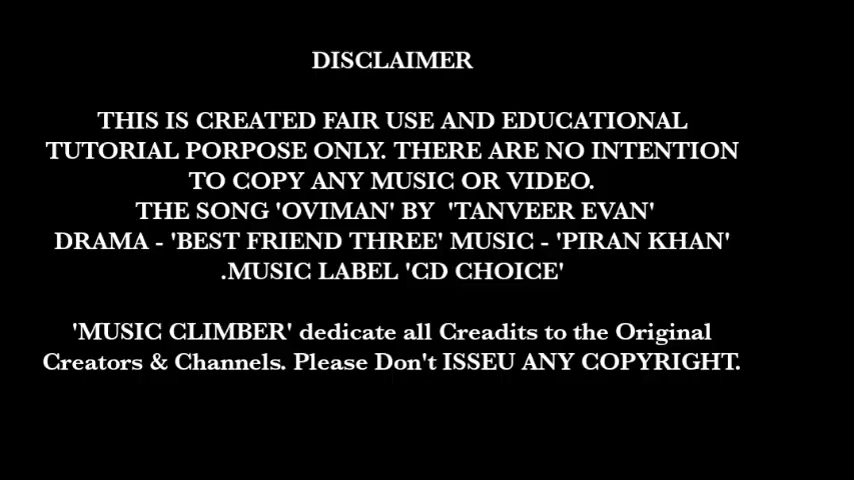 DISCLAIMER
THIS IS CREATED FAIR USE AND EDUCATIONAL
TUTORIAL PORPOSE ONLY. THERE ARE NO INTENTION
TO COPY ANY MUSIC OR VIDEO.
THE SONG 'OVIMAN' BY 'TANVEER EVAN'
DRAMA - 'BEST FRIEND THREE' MUSIC - 'PIRAN KHAN'
.MUSIC LABEL 'CD CHOICE'
'MUSIC CLIMBER' dedicate all Creadits to the Original
Creators & Channels. Please Don't ISSEU ANY COPYRIGHT.